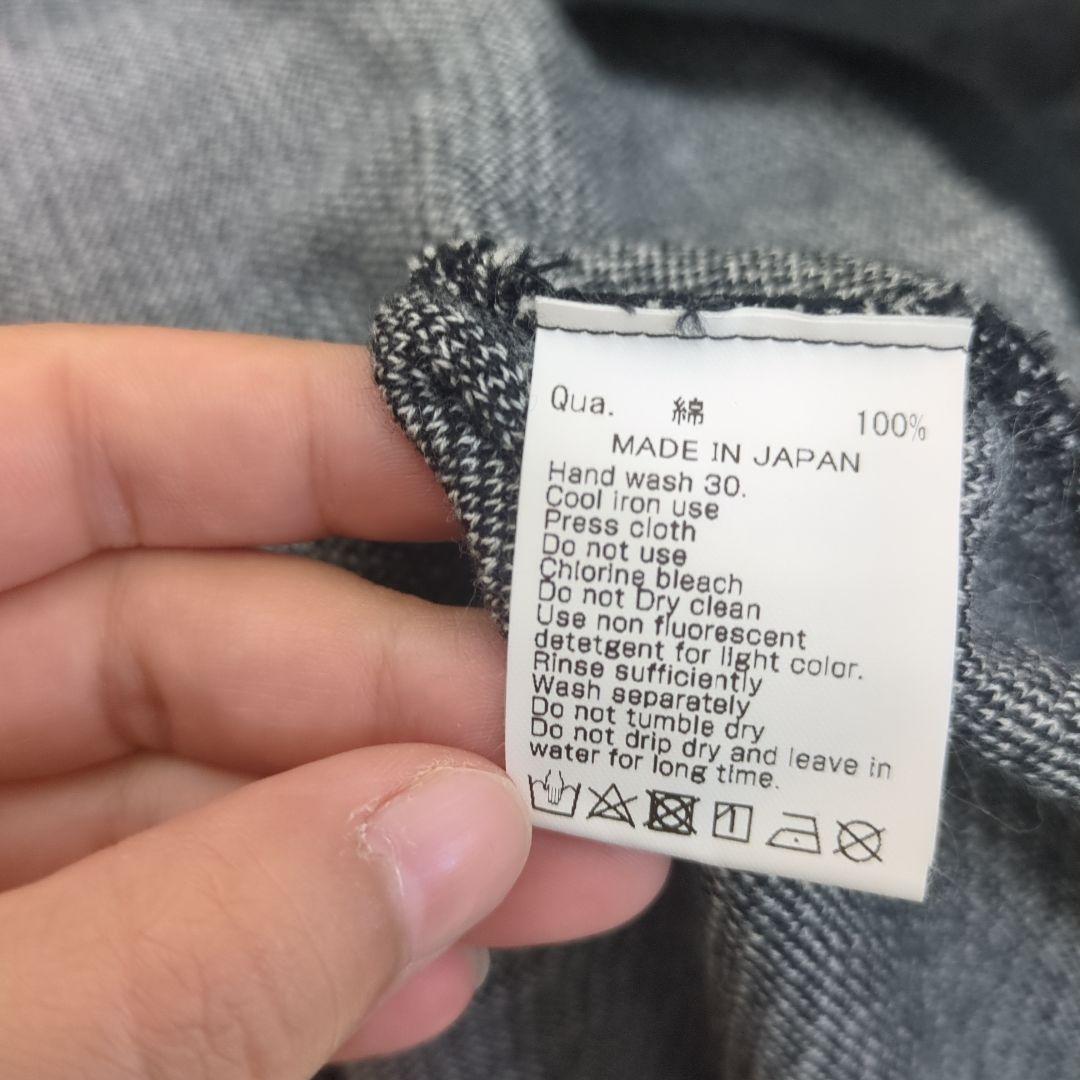 Qua. 綿 100%
MADE IN JAPAN
Hand wash 30.
Cool iron use
Press cloth
Do not use
Chlorine bleach
Do not Dry clean
Use non fluorescent
detetgent for light color.
Rinse sufficiently
Wash separately
Do not tumble dry
Do not drip dry and leave in
water for long time.